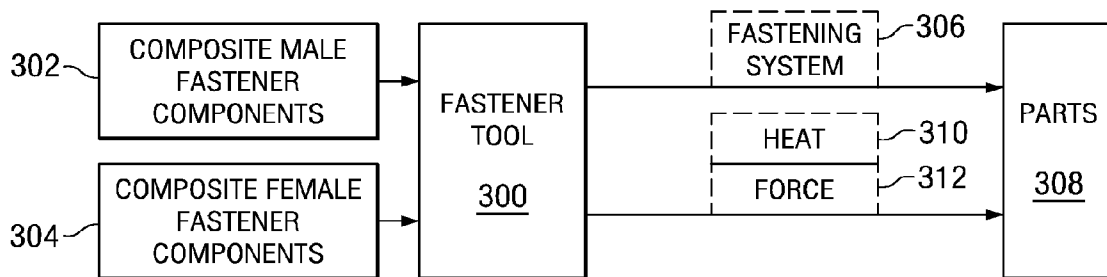 302
COMPOSITE MALE
FASTENER
COMPONENTS
304
COMPOSITE FEMALE
FASTENER
COMPONENTS
FASTENER
TOOL
300
FASTENING
SYSTEM
306
HEAT
310
FORCE
312
PARTS
308